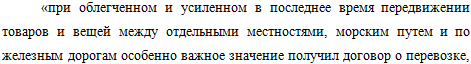 «при облегченном и усиленном в последнее время передвижении
товаров и вещей между отдельными местностями, морским путем и по
железным дорогам особенно важное значение получил договор о перевозке,